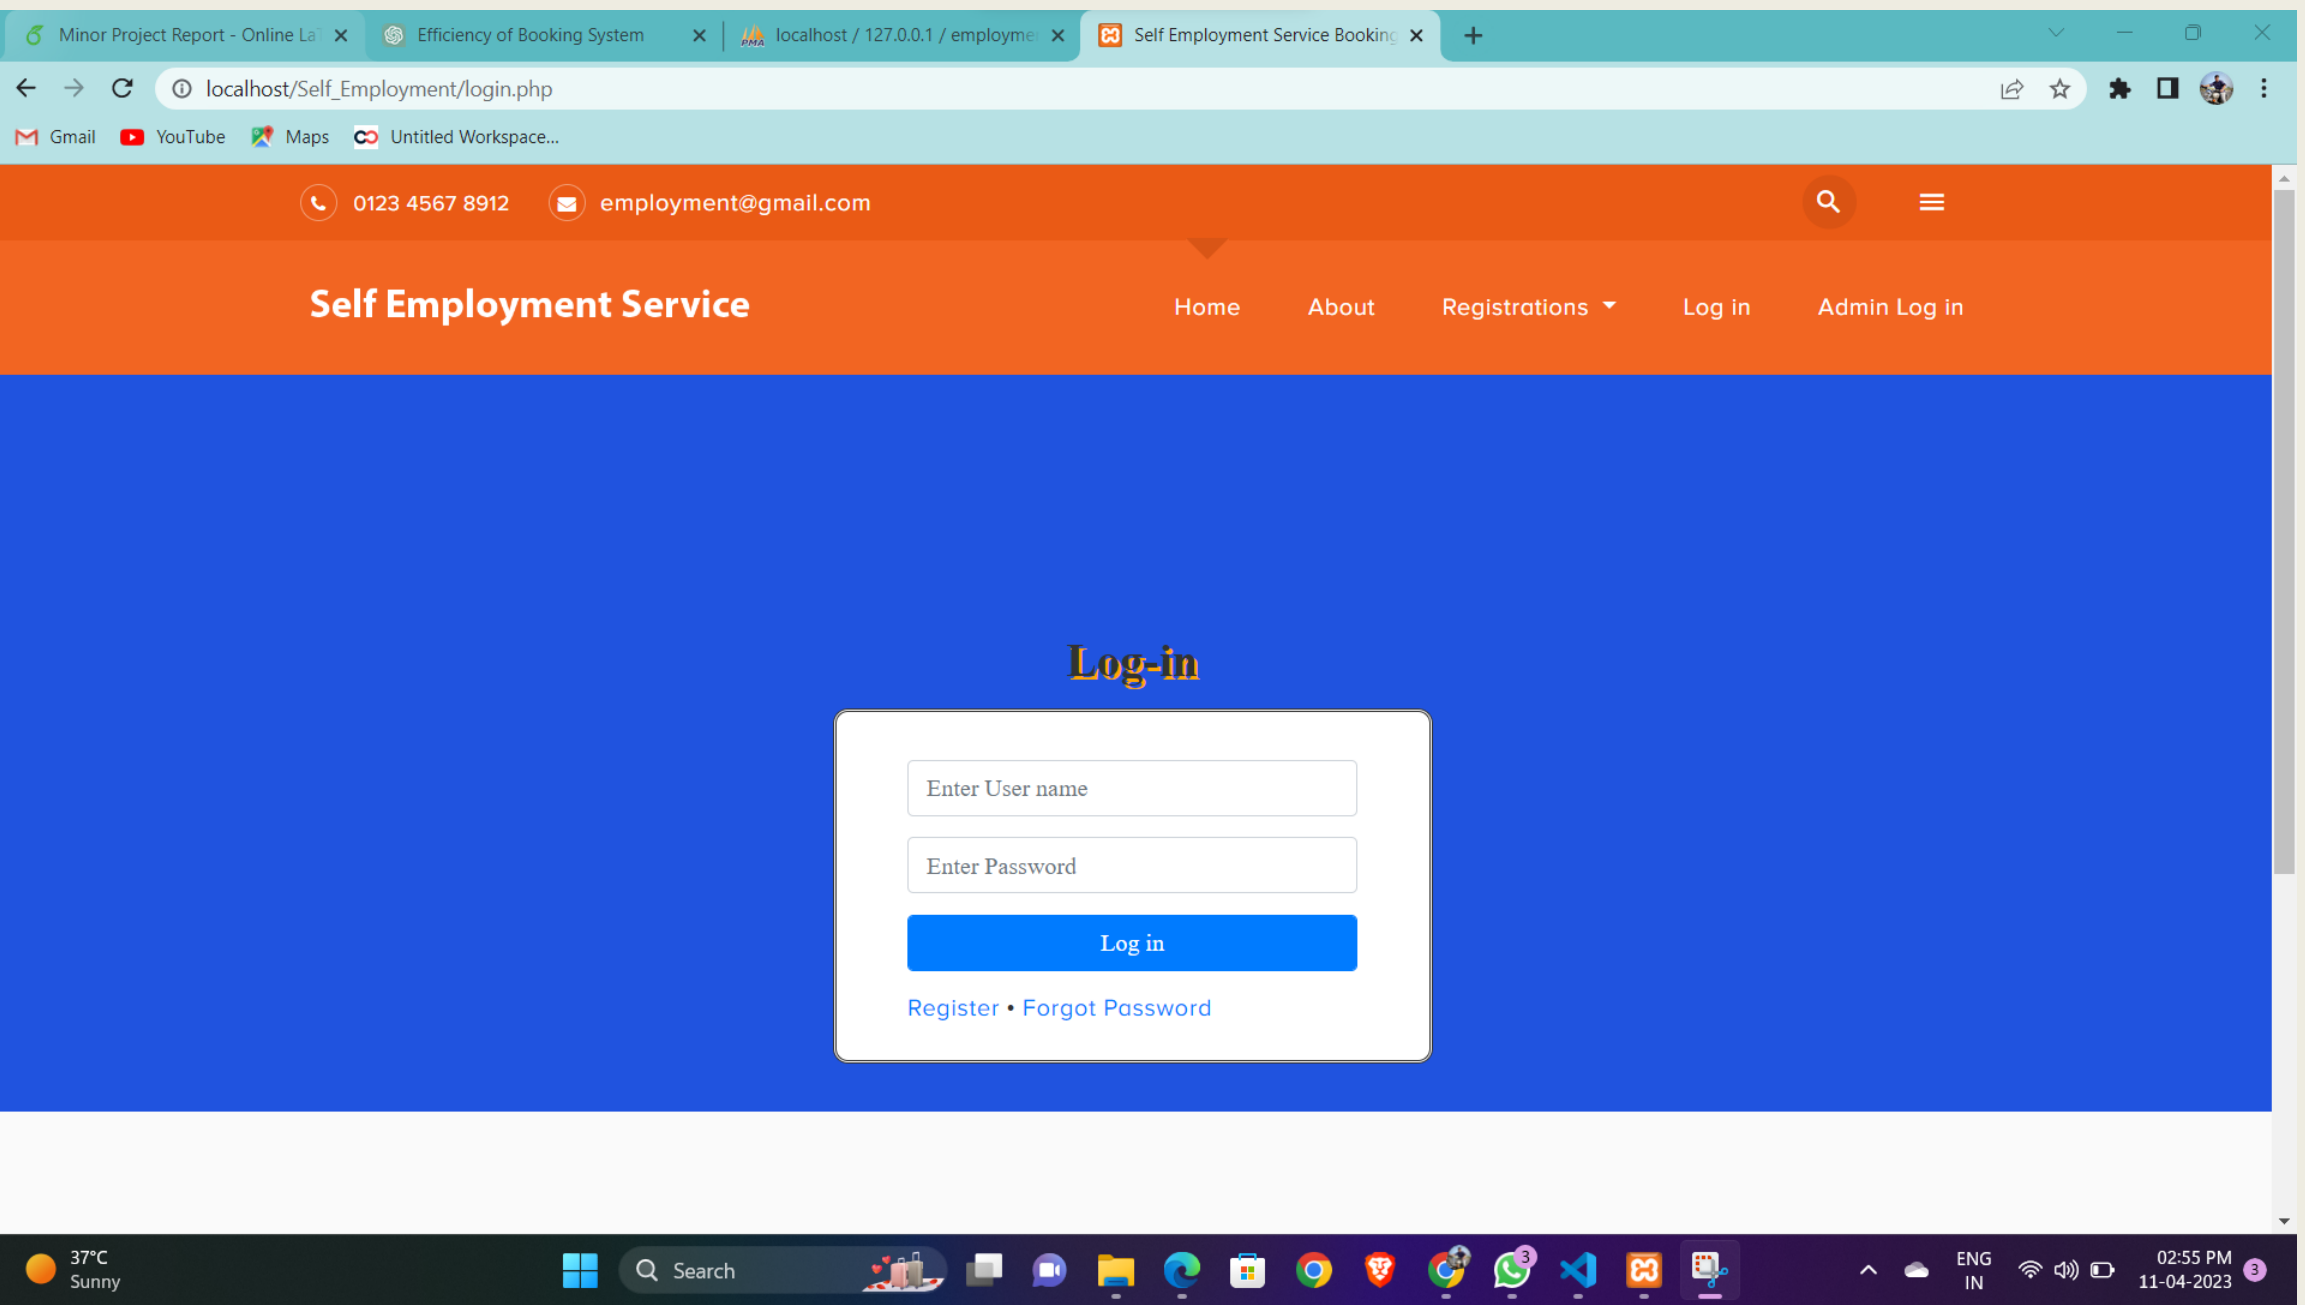 Minor Project Report - Online La
Efficiency of Booking System
localhost / 127.0.0.1 / employme
Self Employment Service Booking
localhost/Self_Employment/login.php
Gmail
YouTube
Maps
Untitled Workspace...
0123 4567 8912
employment@gmail.com
Self Employment Service
Home
About
Registrations
Log in
Admin Log in
Log-in
Enter User name
Enter Password
Log in
Register • Forgot Password
37°C
Sunny
Search
3
ENG
IN
02:55 PM
11-04-2023
3